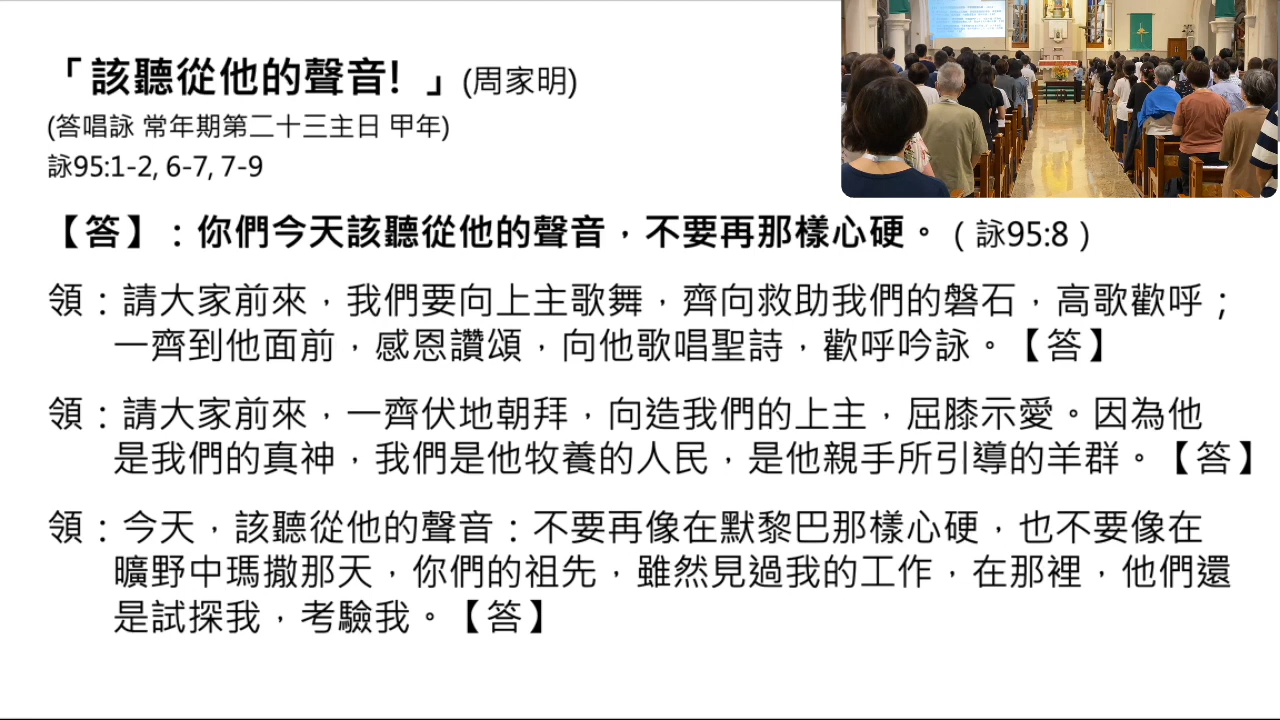 「該聽從他的聲音！」(周家明)
(答唱詠 常年期第二十三主日 甲年)
詠95:1-2, 6-7, 7-9
【答】：你們今天該聽從他的聲音，不要再那樣心硬。（詠95:8）
領：請大家前來，我們要向上主歌舞，齊向救助我們的磐石，高歌歡呼；
一齊到他面前，感恩讚頌，向他歌唱聖詩，歡呼吟詠。【答】
領：請大家前來，一齊伏地朝拜，向造我們的上主，屈膝示愛。因為他
是我們的真神，我們是他牧養的人民，是他親手所引導的羊群。【答】
領：今天，該聽從他的聲音：不要再像在默黎巴那樣心硬，也不要像在
曠野中瑪撒那天，你們的祖先，雖然見過我的工作，在那裡，他們還
是試探我，考驗我。【答】